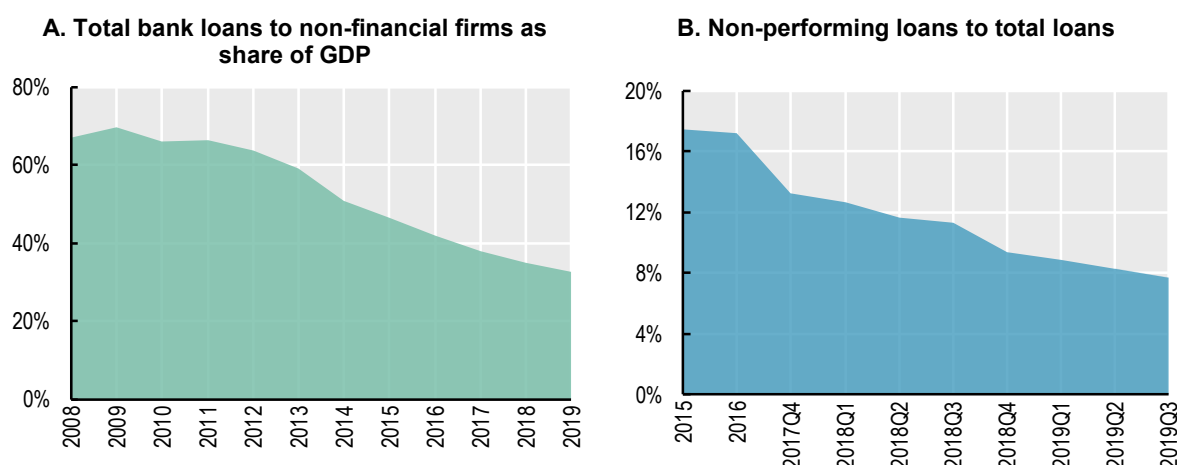 A. Total bank loans to non-financial firms as
share of GDP
80%
60%
40%
20%
0%
2008
2009
2010
2011
2012
2013
2014
2015
2016
2017
2018
2019
B. Non-performing loans to total loans
20%
16%
12%
8%
4%
0%
2015
2016
2017Q4
2018Q1
2018Q2
2018Q3
2018Q4
2019Q1
2019Q2
2019Q3